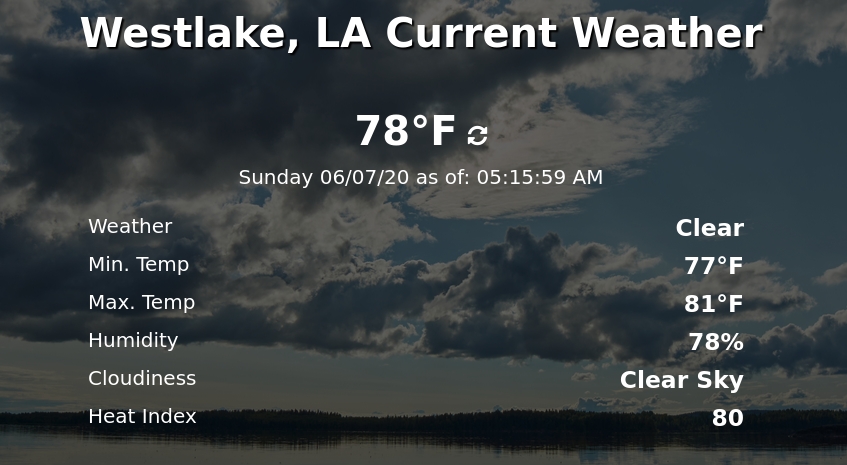 Westlake, LA Current Weather
78°F
Sunday 06/07/20 as of: 05:15:59 AM
Weather Clear
Min. Temp 77°F
Max. Temp 81°F
Humidity 78%
Cloudiness Clear Sky
Heat Index 80